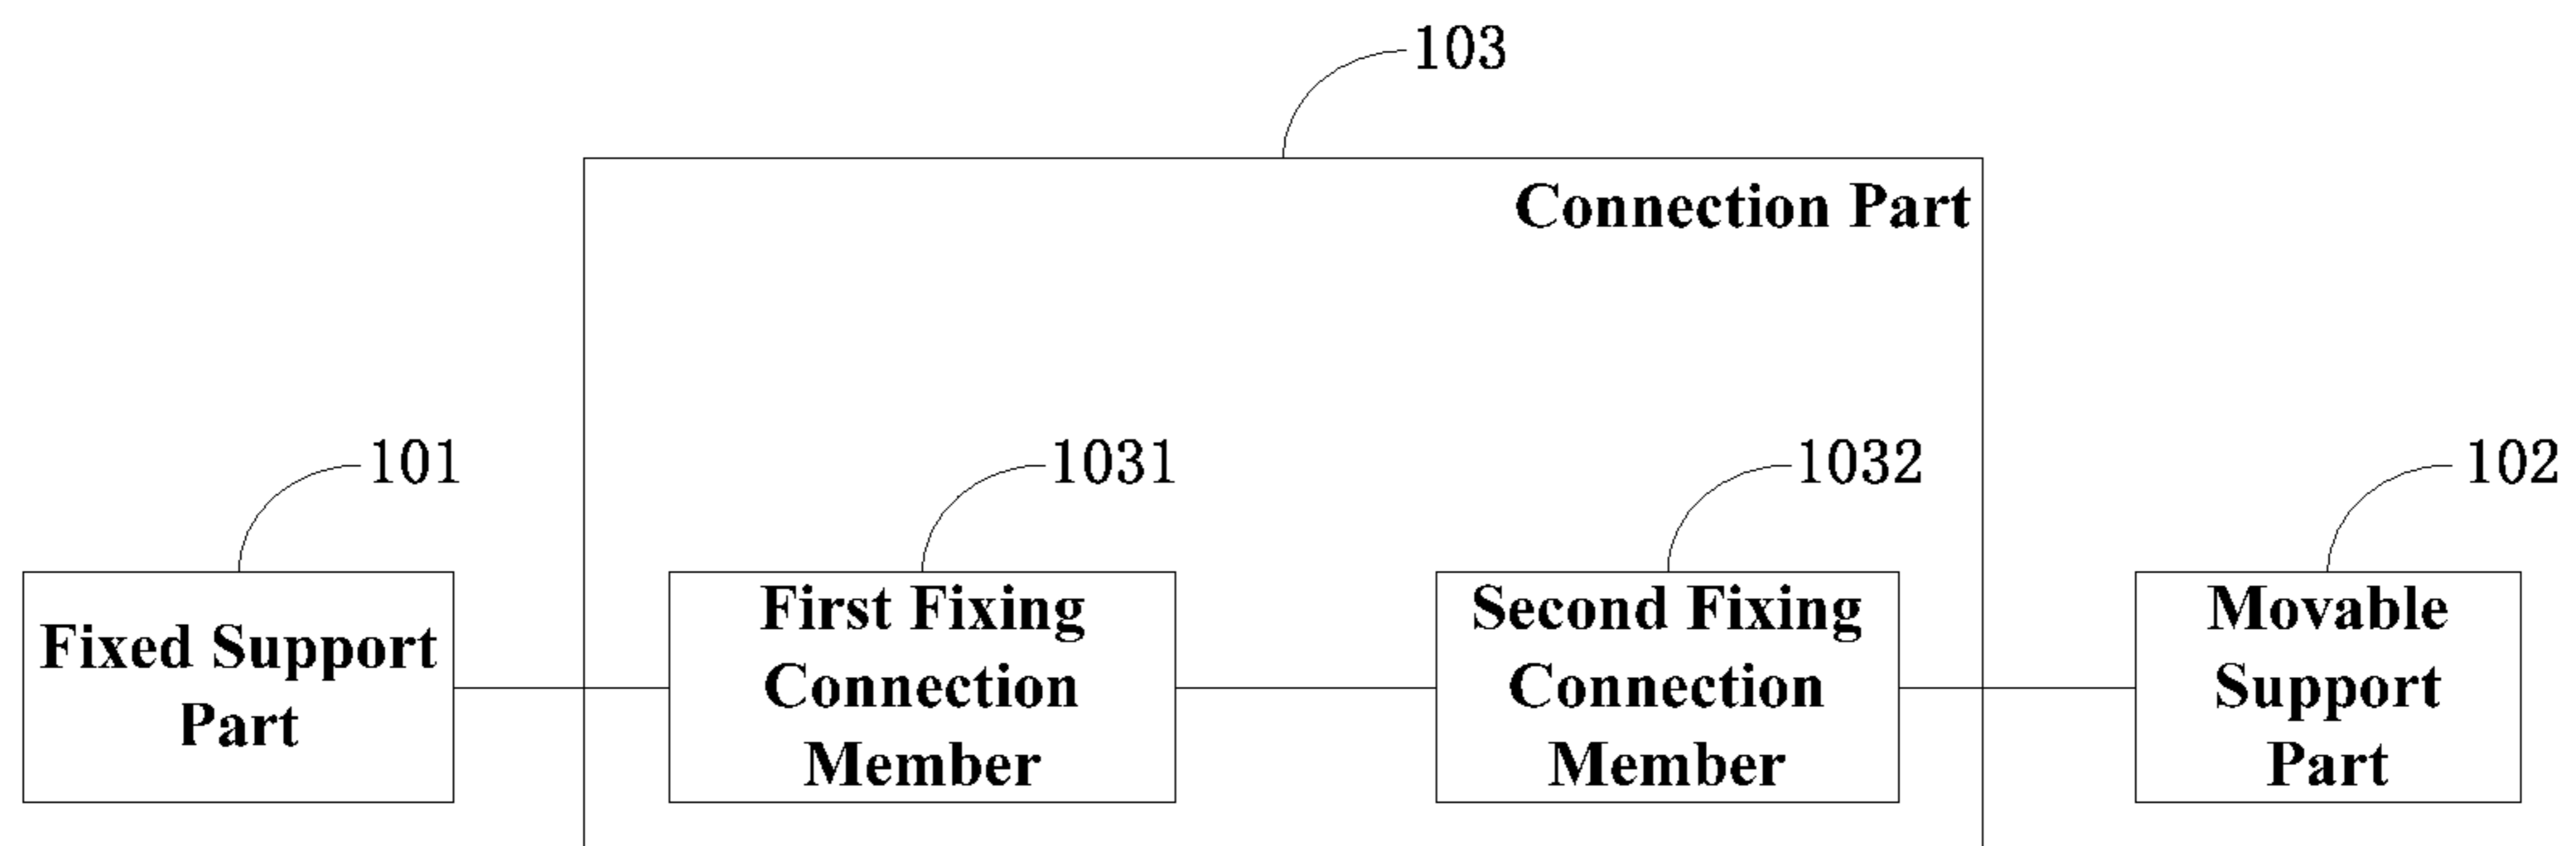 103
Connection Part
101
1031
1032
102
Fixed Support
Part
First Fixing
Connection
Member
Second Fixing
Connection
Member
Movable
Support
Part